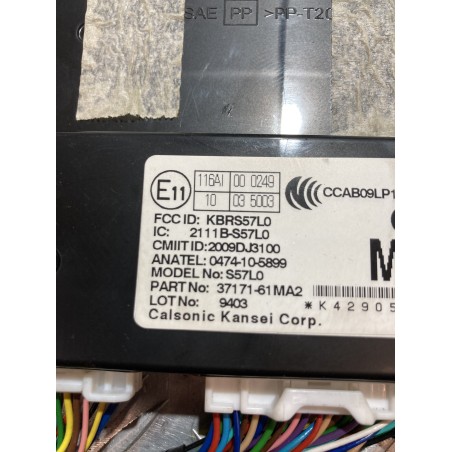 SAE PP >PP-T20
E11
116AI 00 0249
10 03 5003
CCAB09LP1
FCC ID: KBRS57L0
IC: 2111B-S57L0
CMIIT ID:2009DJ3100
ANATEL: 0474-10-5899
MODEL No: S57L0
M
PART No: 37171-61MA2
LOT No: 9403
*K42905
Calsonic Kansei Corp.